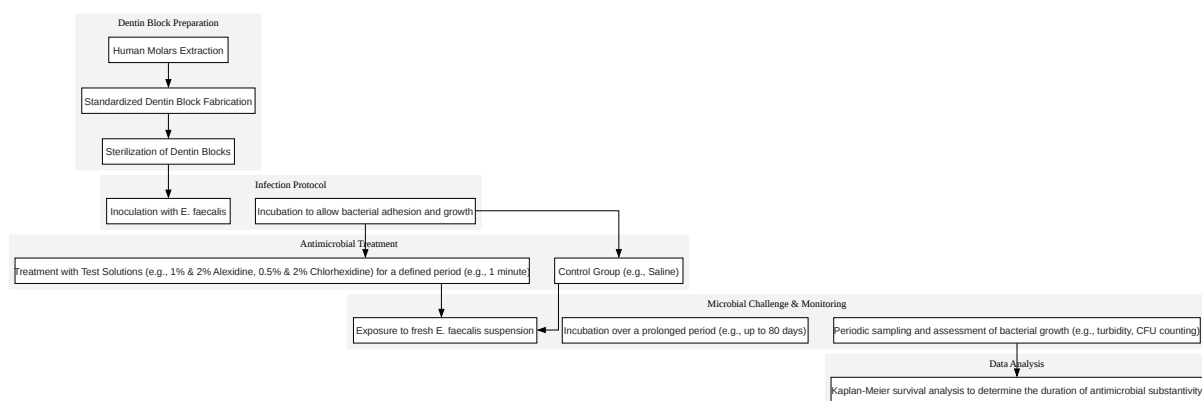 Dentin Block Preparation
Human Molars Extraction
Standardized Dentin Block Fabrication
Sterilization of Dentin Blocks
Infection Protocol
Inoculation with E. faecalis
Incubation to allow bacterial adhesion and growth
Antimicrobial Treatment
Treatment with Test Solutions (e.g., 1% & 2% Alexidine, 0.5% & 2% Chlorhexidine) for a defined period (e.g., 1 minute)
Control Group (e.g., Saline)
Microbial Challenge & Monitoring
Exposure to fresh E. faecalis suspension
Incubation over a prolonged period (e.g., up to 80 days)
Periodic sampling and assessment of bacterial growth (e.g., turbidity, CFU counting)
Data Analysis
Kaplan-Meier survival analysis to determine the duration of antimicrobial substantivity